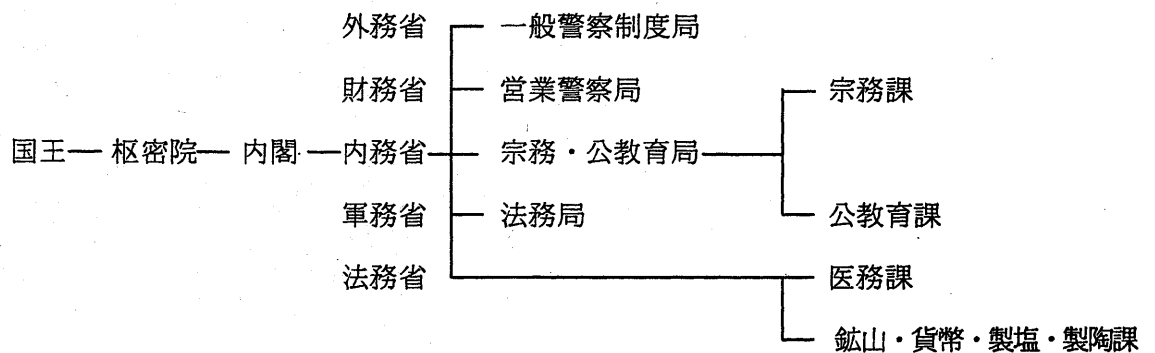 外務省 一般警察制度局
財務省 営業警察局 宗務課
国王 枢密院 内閣 内務省 宗務・公教育局
軍務省 法務局 公教育課
法務省 医務課
鉱山・貨幣・製塩・製陶課